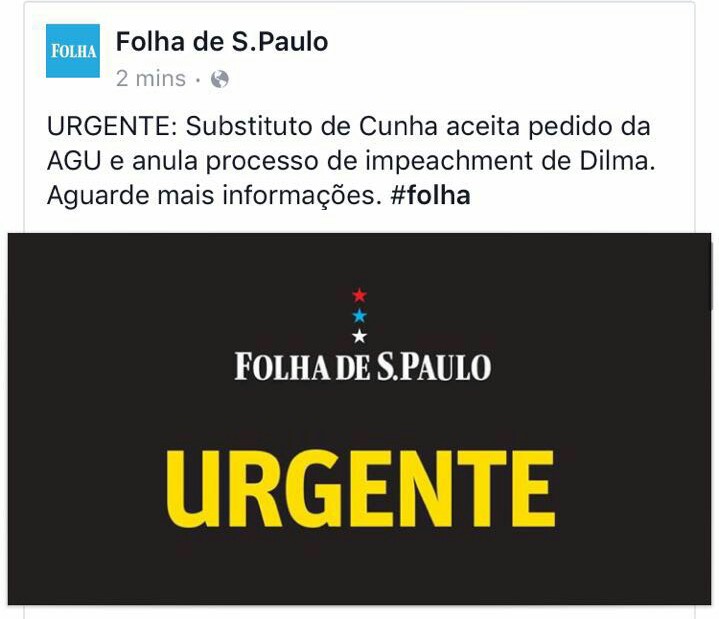 FOLHA
Folha de S.Paulo
2 mins ·
URGENTE: Substituto de Cunha aceita pedido da
AGU e anula processo de impeachment de Dilma.
Aguarde mais informações. #folha
FOLHA DE S.PAULO
URGENTE